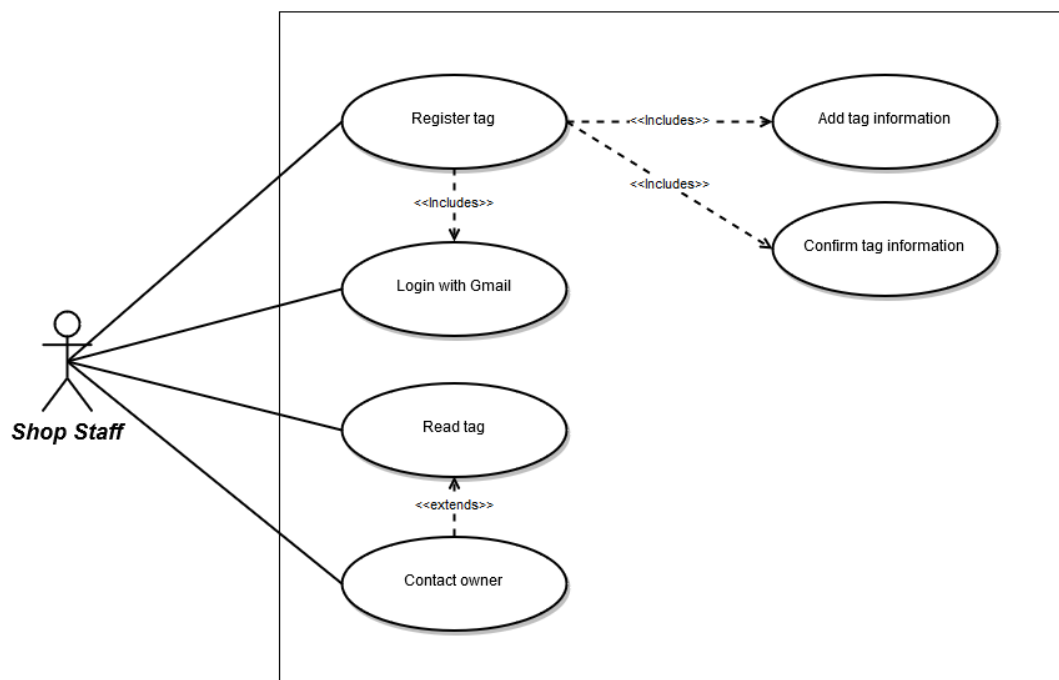 Register tag
<<Includes>>
Add tag information
<<Includes>>
<<Includes>>
Confirm tag information
Login with Gmail
Shop Staff
Read tag
<<extends>>
Contact owner